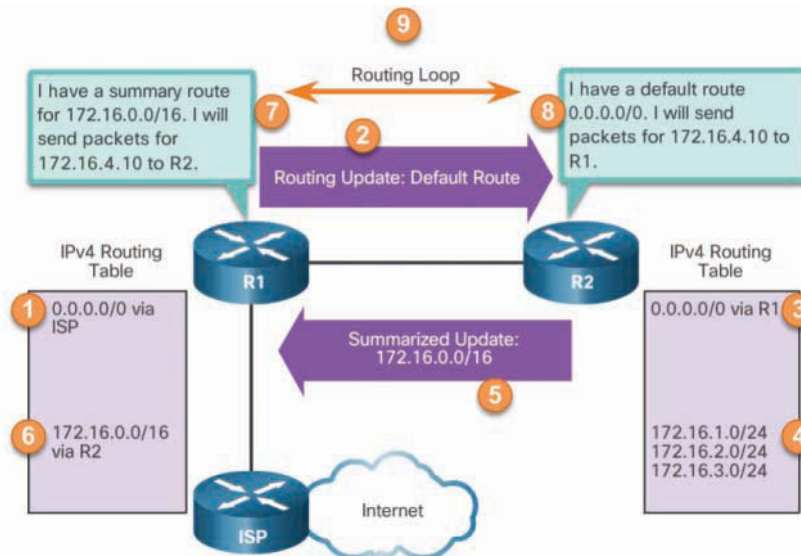 9
Routing Loop
I have a summary route
for 172.16.0.0/16. I will
send packets for
172.16.4.10 to R2.
7
2
8
I have a default route
0.0.0.0/0. I will send
packets for 172.16.4.10 to
R1.
Routing Update: Default Route
IPv4 Routing
Table
R1
R2
IPv4 Routing
Table
1
0.0.0.0/0 via
ISP
Summarized Update:
172.16.0.0/16
5
0.0.0.0/0 via R1
3
6
172.16.0.0/16
via R2
172.16.1.0/24
172.16.2.0/24
172.16.3.0/24
4
Internet
ISP